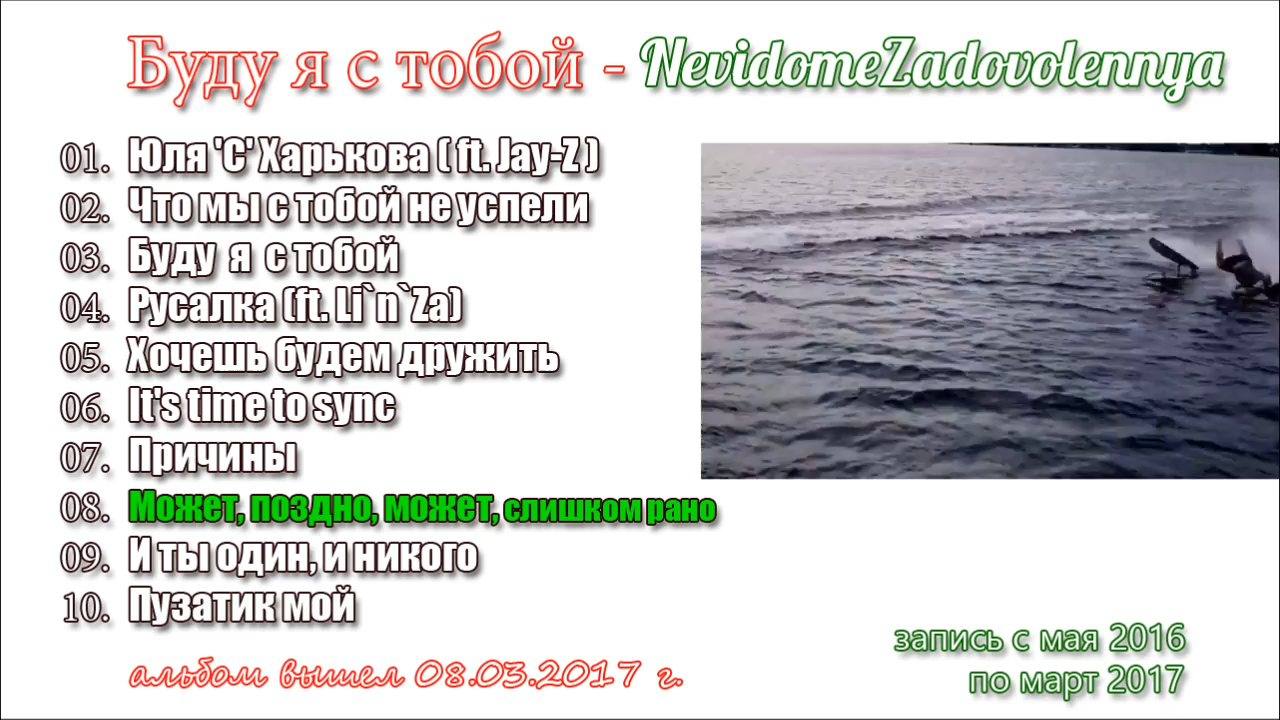 Буду я с тобой - NevidomeZadovolennya
01. Юля 'С' Харькова ( ft. Jay-Z )
02. Что мы с тобой не успели
03. Буду я с тобой
04. Русалка (ft. Li`n`Za)
05. Хочешь будем дружить
06. It's time to sync
07. Причины
08. Может, поздно, может, слишком рано
09. И ты один, и никого
10. Пузатик мой
альбом вышел 08.03.2017 г.
запись с мая 2016
по март 2017